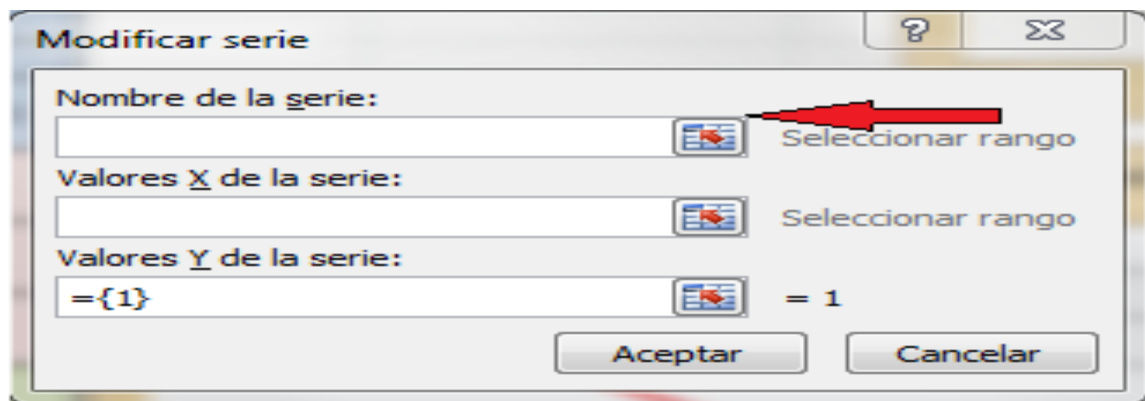 Modificar serie
Nombre de la serie:
Seleccionar rango
Valores X de la serie:
Seleccionar rango
Valores Y de la serie:
={1} = 1
Aceptar Cancelar